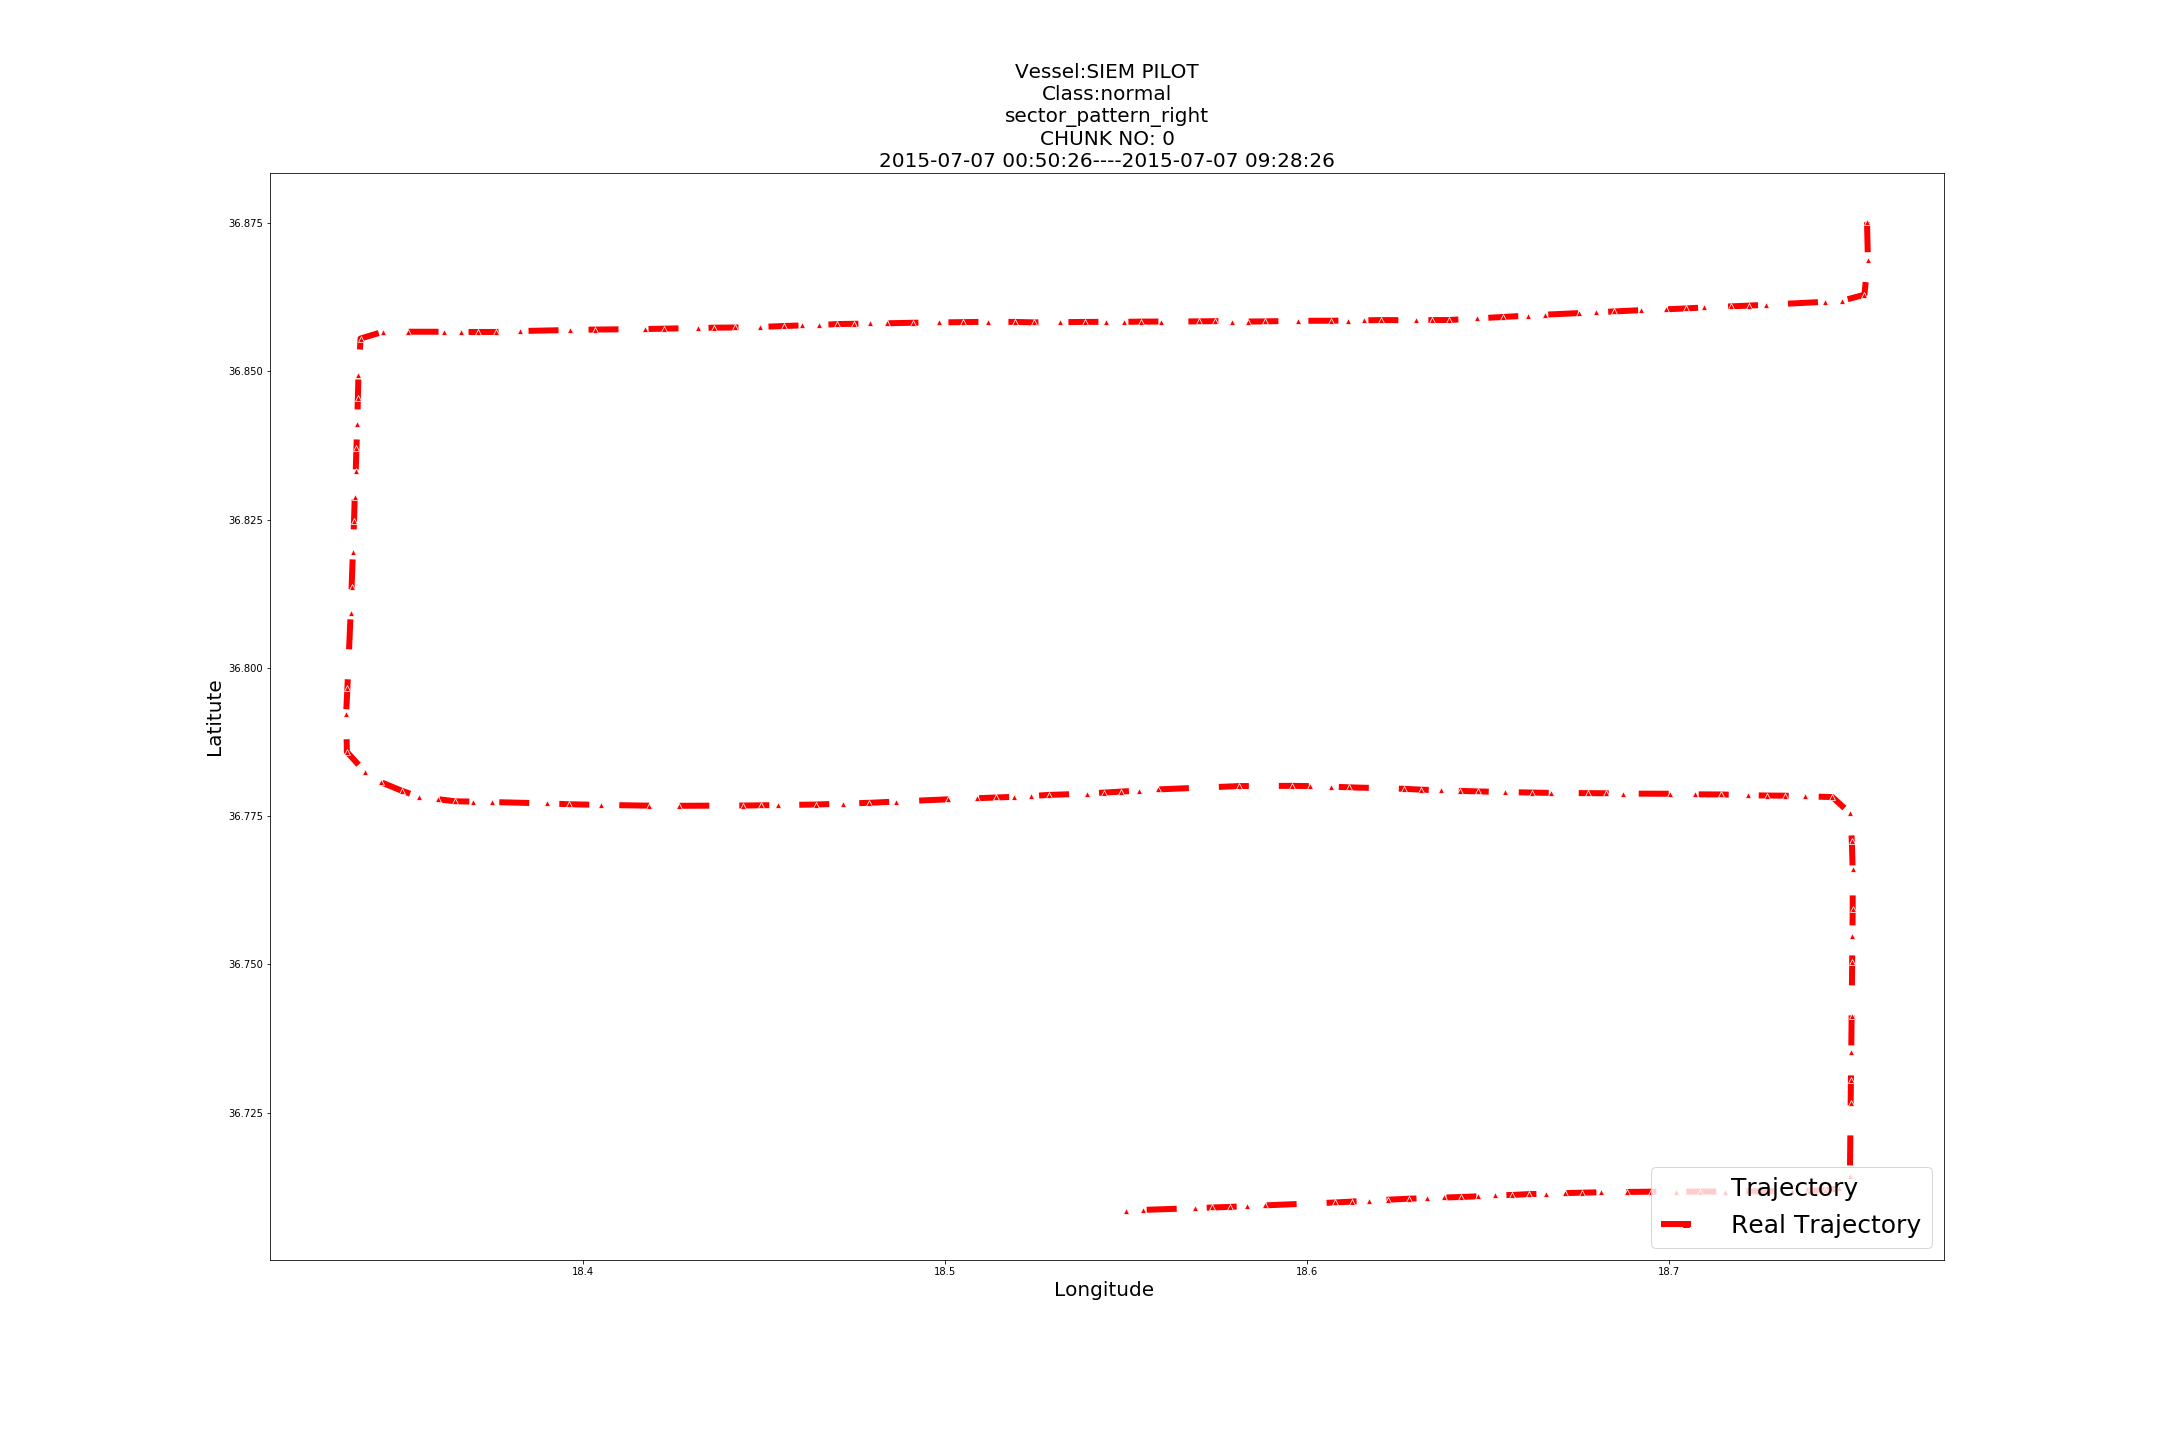 Vessel:SIEM PILOT
Class:normal
sector_pattern_right
CHUNK NO: 0
2015-07-07 00:50:26----2015-07-07 09:28:26
36.875
36.850
36.825
36.800
36.775
36.750
36.725
Latitute
18.4
18.5
18.6
18.7
Longitude
Trajectory
Real Trajectory